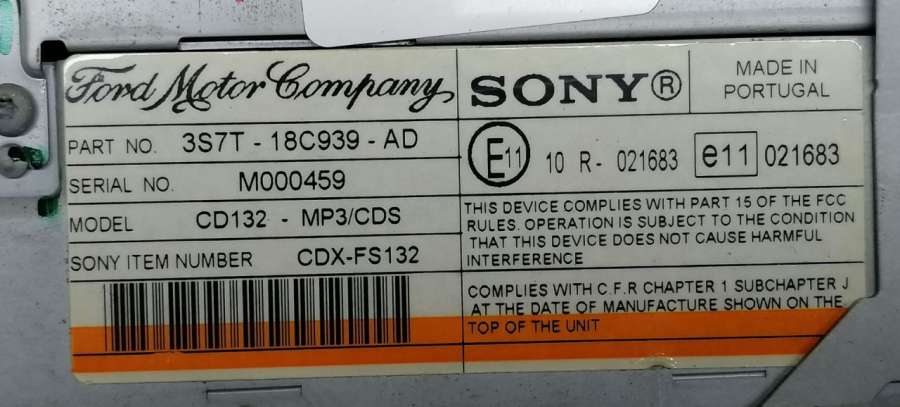 Ford Motor Company
PART NO. 3S7T - 18C939 - AD
SERIAL NO. M000459
MODEL CD132 - MP3/CDS
SONY ITEM NUMBER CDX-FS132
SONY®
MADE IN
PORTUGAL
E11 10 R - 021683 e11 021683
THIS DEVICE COMPLIES WITH PART 15 OF THE FCC
RULES. OPERATION IS SUBJECT TO THE CONDITION
THAT THIS DEVICE DOES NOT CAUSE HARMFUL
INTERFERENCE
COMPLIES WITH C.F.R CHAPTER 1 SUBCHAPTER J
AT THE DATE OF MANUFACTURE SHOWN ON THE
TOP OF THE UNIT